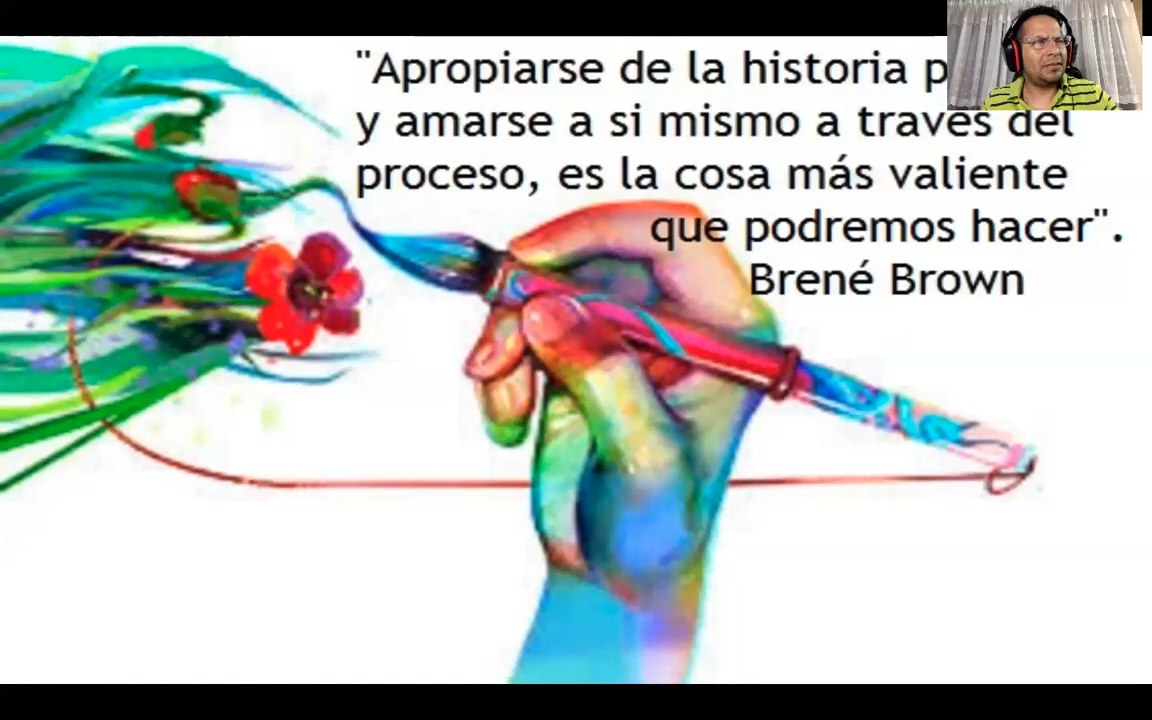 "Apropiarse de la historia
y amarse a si mismo a través del
proceso, es la cosa más valiente
que podremos hacer".
Brené Brown